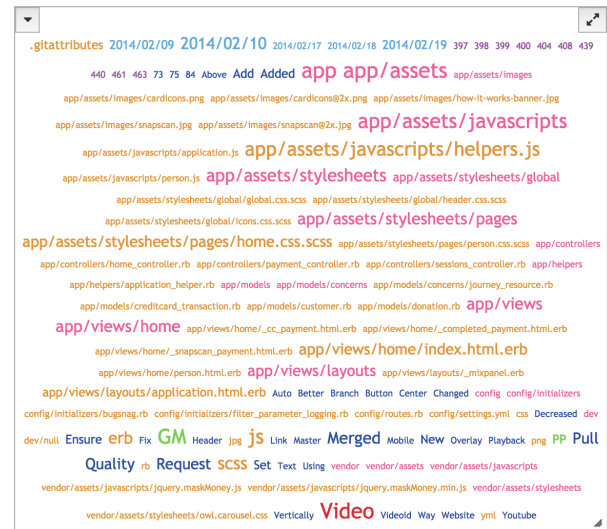 .gitattributes 2014/02/09 2014/02/10 2014/02/17 2014/02/18 2014/02/19 397 398 399 400 404 408 439
440 461 463 73 75 84 Above Add Added app app/assets app/assets/images
app/assets/images/cardicons.png app/assets/images/cardicons@2x.png app/assets/images/how-it-works-banner.jpg
app/assets/images/snapscan.jpg app/assets/images/snapscan@2x.jpg app/assets/javascripts
app/assets/javascripts/application.js app/assets/javascripts/helpers.js
app/assets/javascripts/person.js app/assets/stylesheets app/assets/stylesheets/global
app/assets/stylesheets/global/global.css.scss app/assets/stylesheets/global/header.css.scss
app/assets/stylesheets/global/icons.css.scss app/assets/stylesheets/pages
app/assets/stylesheets/pages/home.css.scss app/assets/stylesheets/pages/person.css.scss app/controllers
app/controllers/home_controller.rb app/controllers/payment_controller.rb app/controllers/sessions_controller.rb app/helpers
app/helpers/application_helper.rb app/models app/models/concerns app/models/concerns/journey_resource.rb
app/models/creditcard_transaction.rb app/models/customer.rb app/models/donation.rb app/views
app/views/home app/views/home/_cc_payment.html.erb app/views/home/_completed_payment.html.erb
app/views/home/_snapscan_payment.html.erb app/views/home/index.html.erb
app/views/home/person.html.erb app/views/layouts app/views/layouts/_mixpanel.erb
app/views/layouts/application.html.erb Auto Better Branch Button Center Changed config config/initializers
config/initializers/bugsnag.rb config/initializers/filter_parameter_logging.rb config/routes.rb config/settings.yml css Decreased dev
dev/null Ensure erb Fix GM Header jpg js Link Master Merged Mobile New Overlay Playback png PP Pull
Quality rb Request scss Set Text Using vendor vendor/assets vendor/assets/javascripts
vendor/assets/javascripts/jquery.maskMoney.js vendor/assets/javascripts/jquery.maskMoney.min.js vendor/assets/stylesheets
vendor/assets/stylesheets/owl.carousel.css Vertically Video Videoid Way Website yml Youtube